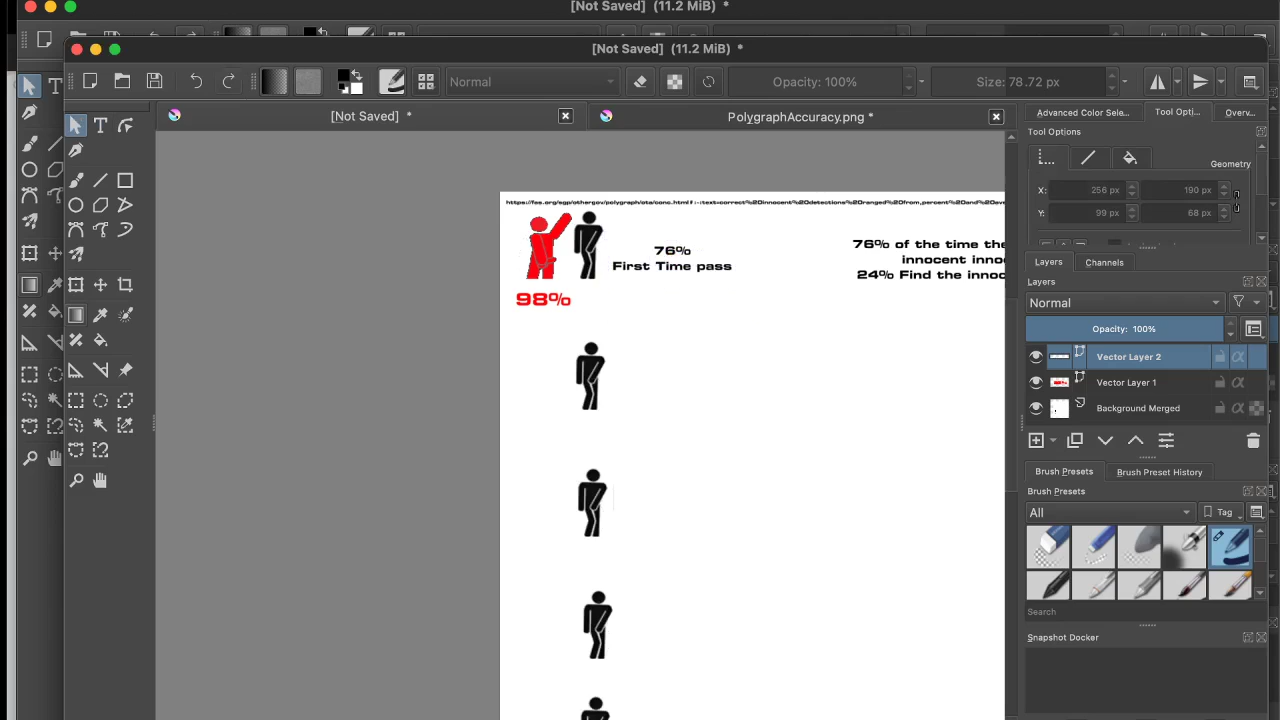 [Not Saved] (11.2 MiB) *
[Not Saved] (11.2 MiB) *
Normal
Opacity: 100%
Size: 78.72 px
[Not Saved] *
PolygraphAccuracy.png *
Advanced Color Sele...
Tool Opti...
Overv...
Tool Options
Geometry
X:
256 px
190 px
Y:
99 px
68 px
Layers
Channels
Layers
Normal
Opacity: 100%
Vector Layer 2
Vector Layer 1
Background Merged
Brush Presets
Brush Preset History
Brush Presets
All
Tag
Search
Snapshot Docker
https://fas.org/sgp/othergov/polygraph/ota/conc.html#:~:text=correct%20innocent%20detections%20ranged%20from,percent%20and%20ave
76%
First Time pass
98%
76% of the time the
innocent inno
24% Find the innoc